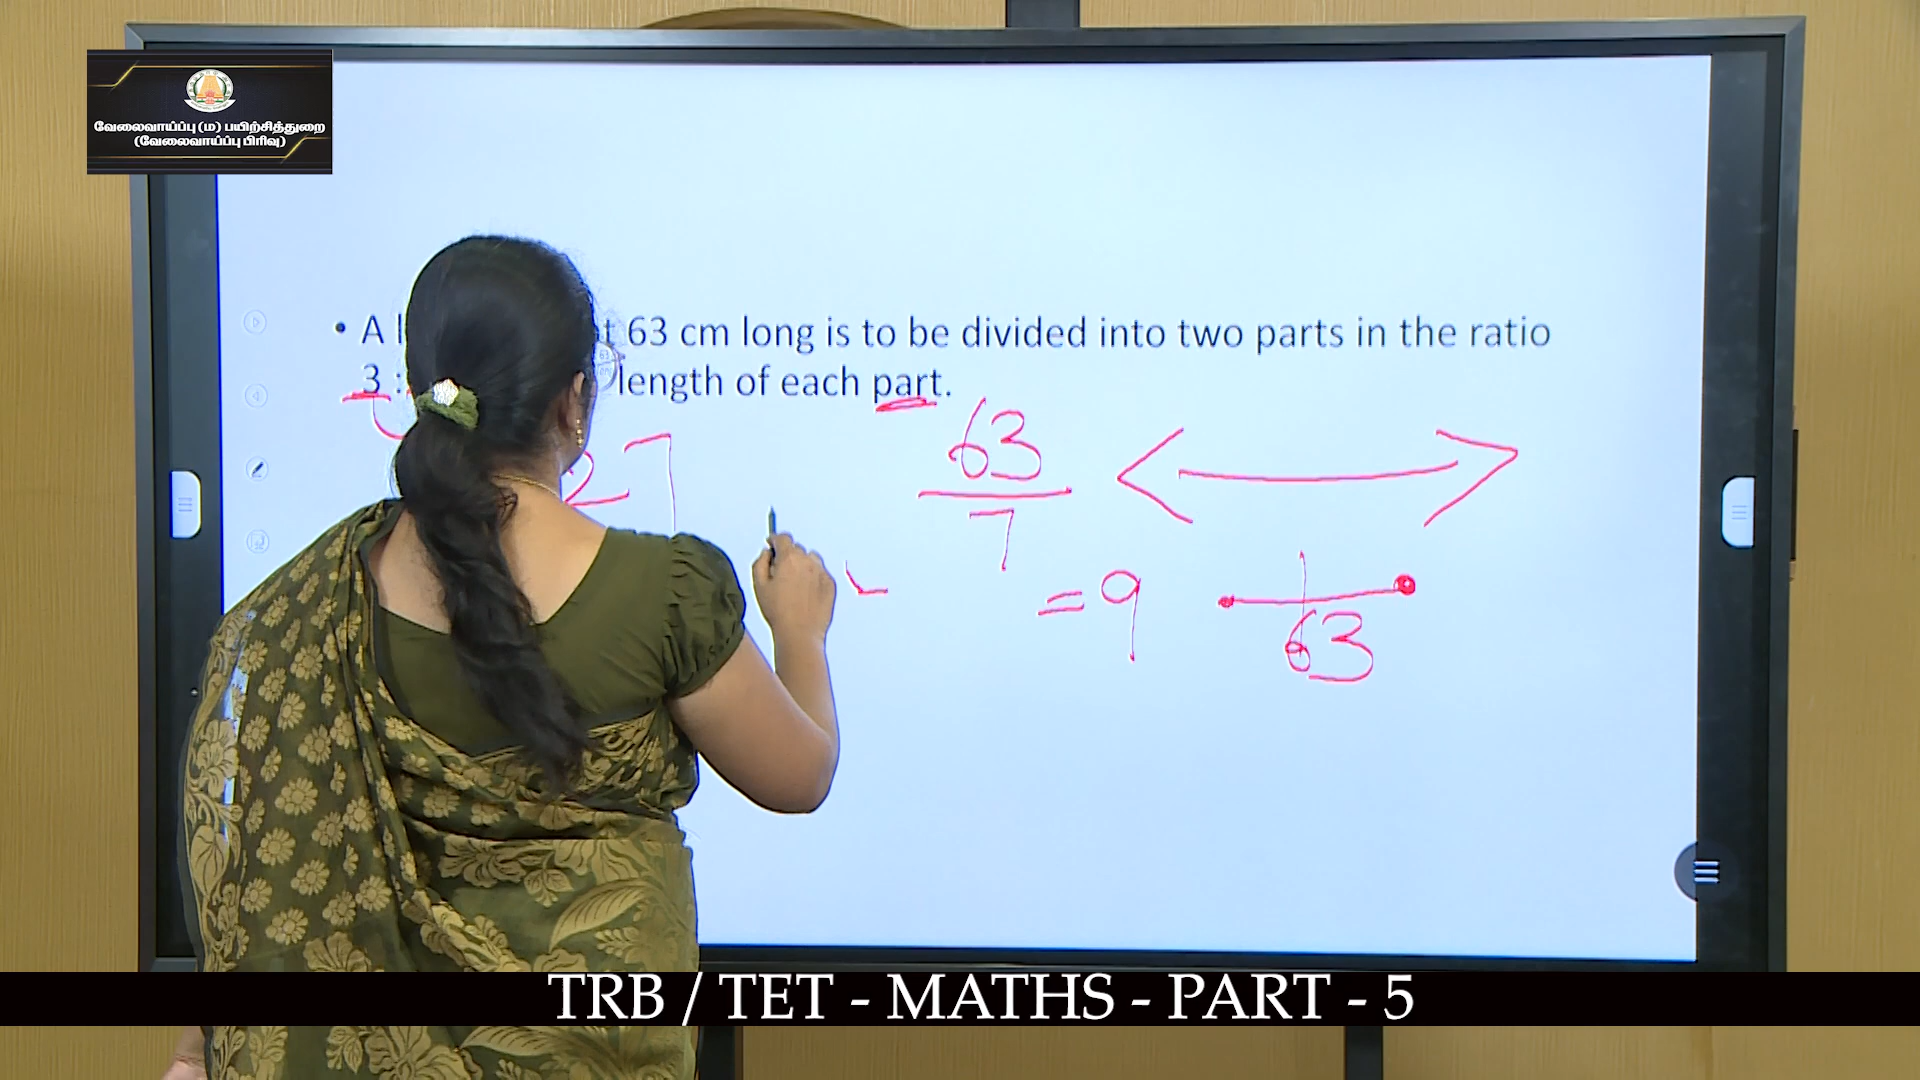 வேலைவாய்ப்பு (ம) பயிற்சித்துறை
(வேலைவாய்ப்பு பிரிவு)
• A 63 cm long is to be divided into two parts in the ratio
3 : length of each part.
27
63
7
= 9
63
TRB / TET - MATHS - PART - 5